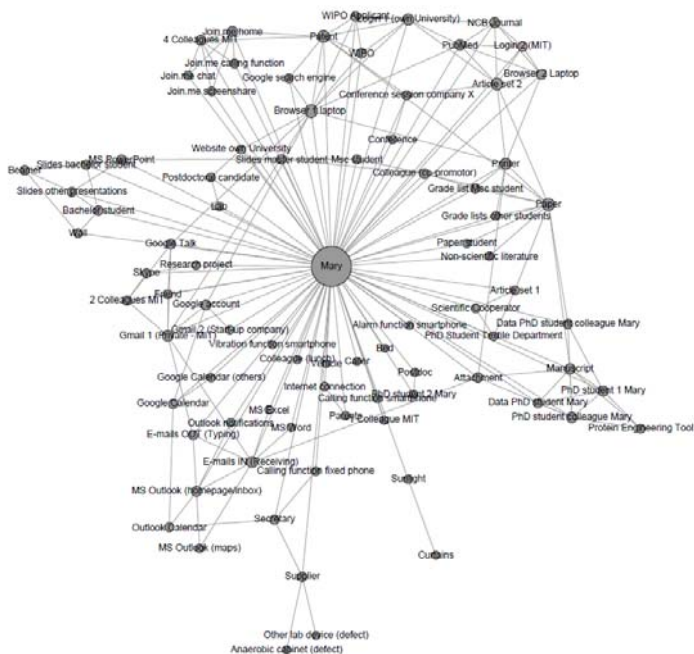 WIPO Applicant
Login 1 (own University)
Join.me home
4 Colleagues MIT
Patent
NCB Journal
PubMed
Login 2 (MIT)
Join.me calling function
WIPO
Join.me chat
Google search engine
Browser 2 Laptop
Article set 2
Join.me screenshare
Conference session company X
Browser 1 laptop
Conference
Website own University
MS PowerPoint
Slides master student Msc student
Slides bachelor student
Printer
Beamer
Colleague (co-promotor)
Postdoctoral candidate
Slides other presentations
Grade list Msc student
Lab
Paper
Bachelor student
Grade lists other students
Wall
Google Talk
Paper student
Non-scientific literature
Mary
Research project
Skype
Article set 1
Friend
2 Colleagues MIT
Google account
Scientific Cooperator
Data PhD student colleague Mary
Gmail 2 (Start-up company)
Alarm function smartphone
Gmail 1 (Private - MIT)
PhD Student Textile Department
Vibration function smartphone
Bed
Colleague (lunch)
Vehicle
Caller
Manuscript
Postdoc
Google Calendar (others)
Attachment
Internet connection
PhD student 1 Mary
PhD student 2 Mary
Calling function smartphone
Google Calendar
Data PhD student Mary
MS Excel
PhD student colleague Mary
Outlook notifications
1 Colleague MIT
MS Word
Protein Engineering Tool
E-mails OUT (Typing)
E-mails IN (Receiving)
Calling function fixed phone
Sunlight
MS Outlook (homepage/inbox)
Secretary
Outlook Calendar
MS Outlook (maps)
Curtains
Supplier
Other lab device (defect)
Anaerobic cabinet (defect)